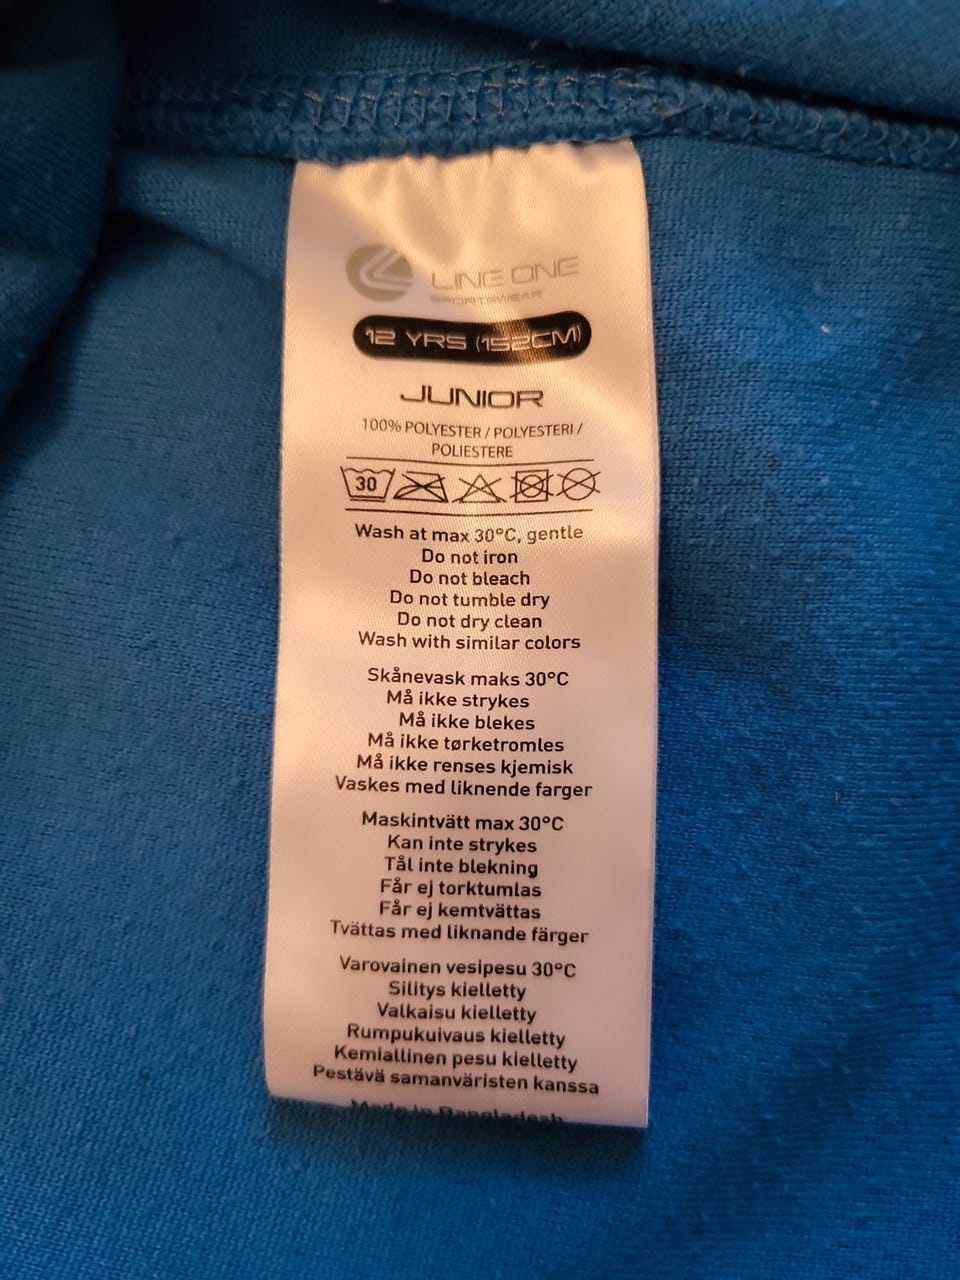 LINE ONE
SPORTSWEAR
12 YRS (152CM)
JUNIOR
100% POLYESTER / POLYESTERI /
POLIESTERE
30
Wash at max 30°C, gentle
Do not iron
Do not bleach
Do not tumble dry
Do not dry clean
Wash with similar colors
Skånevask maks 30°C
Må ikke strykes
Må ikke blekes
Må ikke tørketromles
Må ikke renses kjemisk
Vaskes med liknende farger
Maskintvätt max 30°C
Kan inte strykes
Tål inte blekning
Får ej torktumlas
Får ej kemtvättas
Tvättas med liknande färger
Varovainen vesipesu 30°C
Silitys kielletty
Valkaisu kielletty
Rumpukuivaus kielletty
Kemiallinen pesu kielletty
Pestävä samanväristen kanssa
Made in Bangladesh